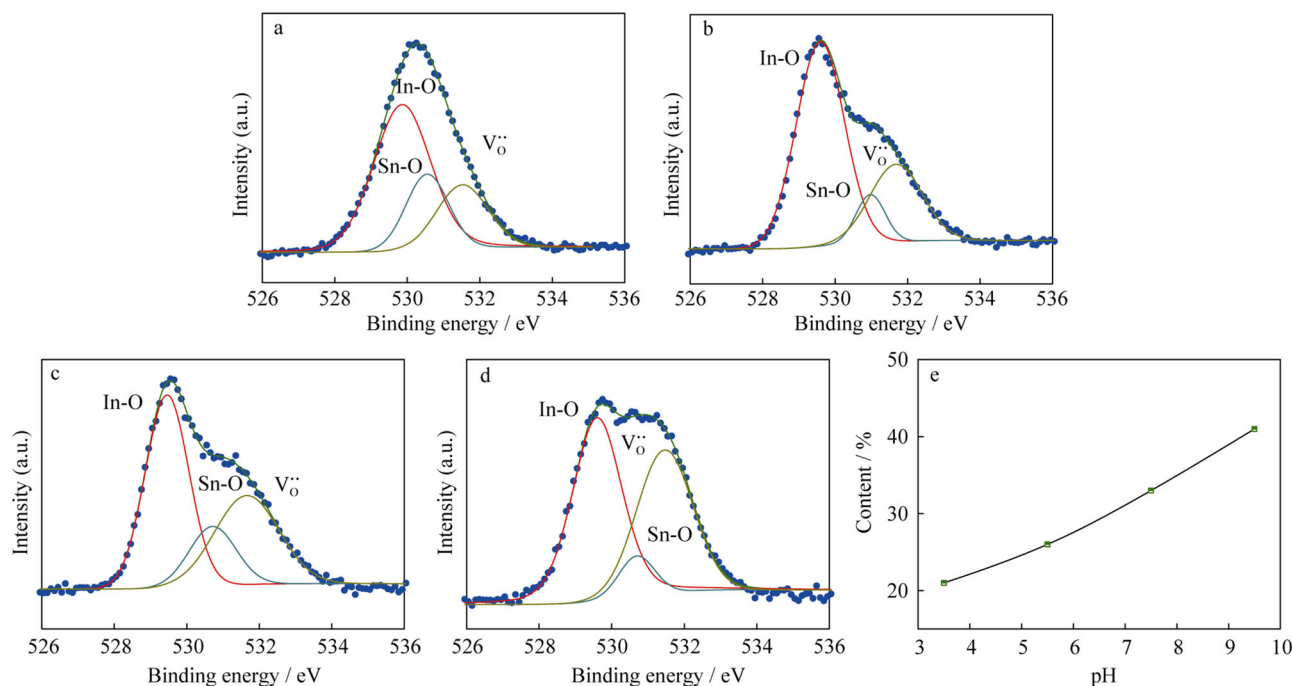 a
In-O
Sn-O
V_O^{··}
Intensity (a.u.)
526 528 530 532 534 536
Binding energy / eV
b
In-O
V_O^{··}
Sn-O
Intensity (a.u.)
526 528 530 532 534 536
Binding energy / eV
c
In-O
Sn-O
V_O^{··}
Intensity (a.u.)
526 528 530 532 534 536
Binding energy / eV
d
In-O
V_O^{··}
Sn-O
Intensity (a.u.)
526 528 530 532 534 536
Binding energy / eV
50
e
40
30
20
Content / %
3 4 5 6 7 8 9 10
pH